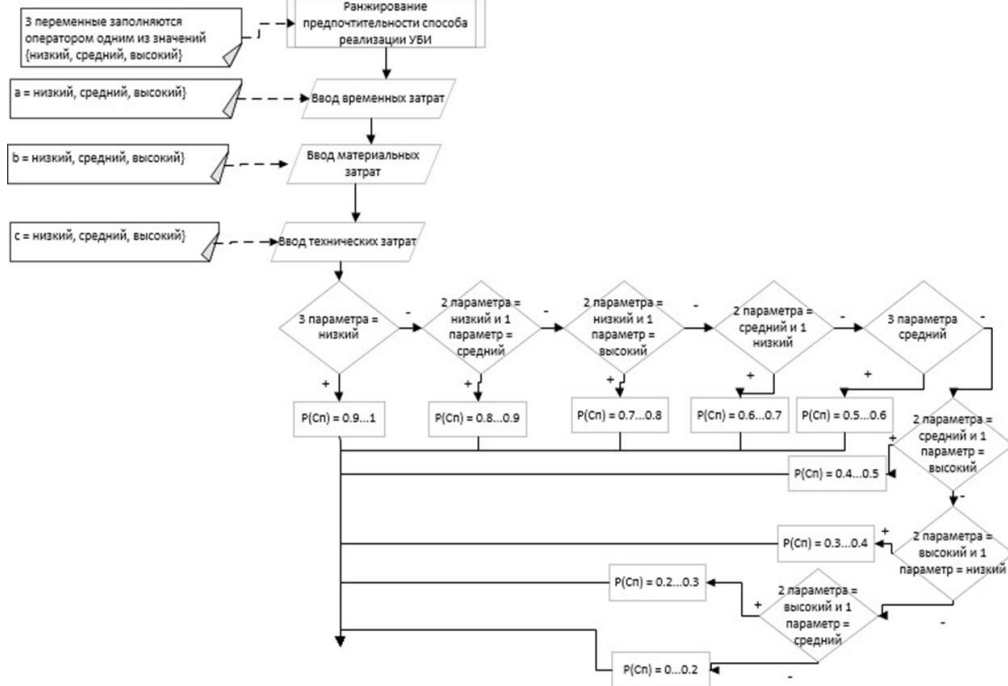 3 переменные заполняются
оператором одним из значений
{низкий, средний, высокий}
Ранжирование
предпочтительности способа
реализации УБИ
a = низкий, средний, высокий}
Ввод временных затрат
b = низкий, средний, высокий}
Ввод материальных
затрат
c = низкий, средний, высокий}
Ввод технических затрат
3 параметра =
низкий
-
2 параметра =
низкий и 1
параметр =
средний
-
2 параметра =
низкий и 1
параметр =
высокий
-
2 параметра =
средний и 1
низкий
-
3 параметра
средний
-
+
+
+
+
+
P(Сп) = 0.9...1
P(Сп) = 0.8...0.9
P(Сп) = 0.7...0.8
P(Сп) = 0.6...0.7
P(Сп) = 0.5...0.6
2 параметра =
средний и 1
параметр =
высокий
+
P(Сп) = 0.4...0.5
-
2 параметра =
высокий и 1
параметр = низкий
+
P(Сп) = 0.3...0.4
-
2 параметра =
высокий и 1
параметр =
средний
+
P(Сп) = 0.2...0.3
-
P(Сп) = 0...0.2